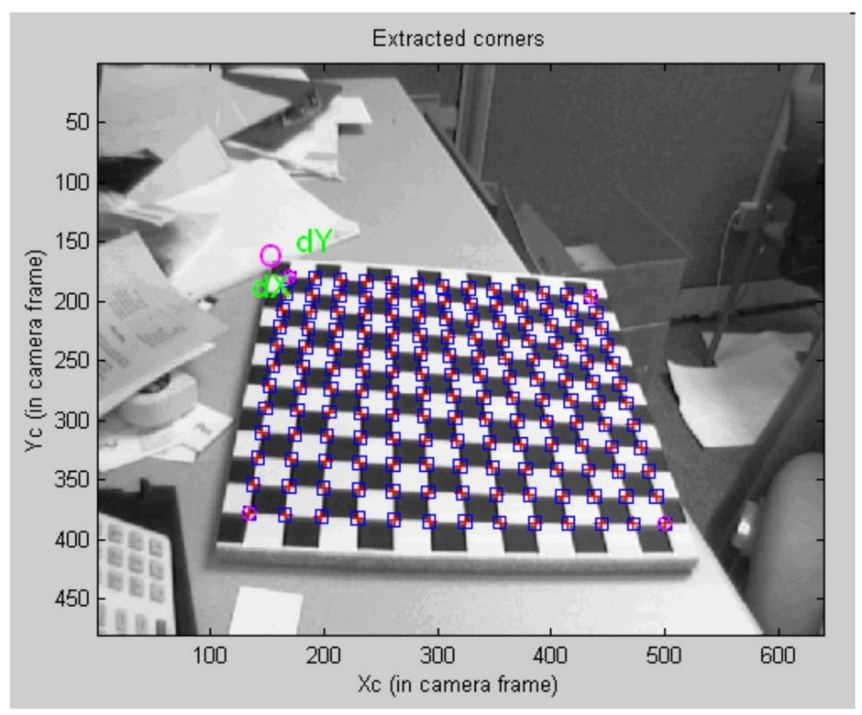 Extracted corners
50
100
150
200
250
300
350
400
450
Yc (in camera frame)
dY
dX
O
100
200
300
400
500
600
Xc (in camera frame)